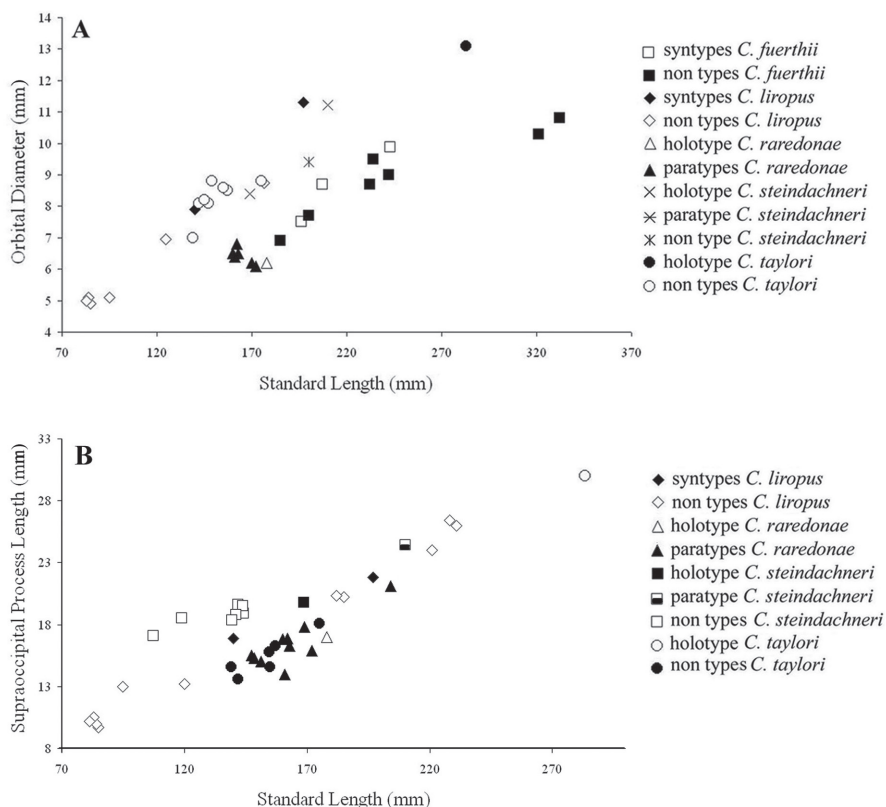 A
Orbital Diameter (mm)
14
13
12
11
10
9
8
7
6
5
4
70 120 170 220 270 320 370
Standard Length (mm)
syntypes C. fuerthii
non types C. fuerthii
syntypes C. liropus
non types C. liropus
holotype C. raredonae
paratypes C. raredonae
holotype C. steindachneri
paratype C. steindachneri
non type C. steindachneri
holotype C. taylori
non types C. taylori
B
Supraoccipital Process Length (mm)
33
28
23
18
13
8
70 120 170 220 270
Standard Length (mm)
syntypes C. liropus
non types C. liropus
holotype C. raredonae
paratypes C. raredonae
holotype C. steindachneri
paratype C. steindachneri
non types C. steindachneri
holotype C. taylori
non types C. taylori